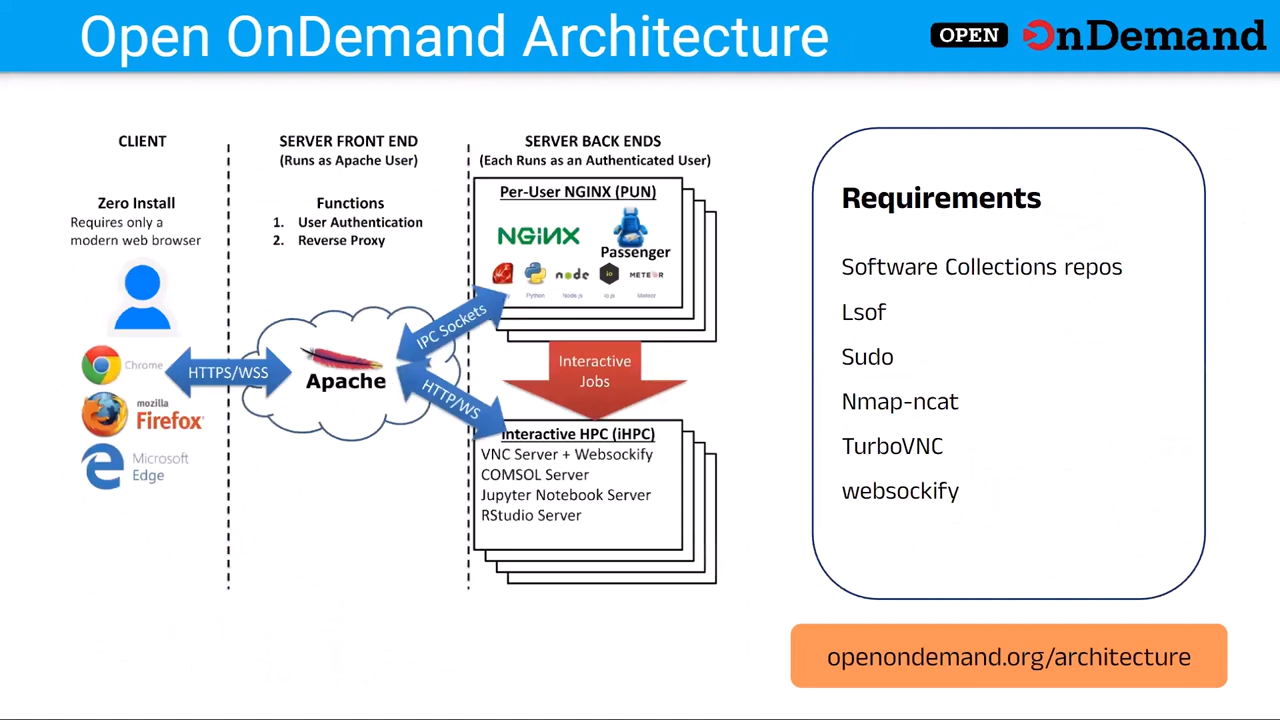 Open OnDemand Architecture
OPEN OnDemand
CLIENT
Zero Install
Requires only a
modern web browser
Chrome
mozilla
Firefox
Microsoft
Edge
HTTPS/WSS
SERVER FRONT END
(Runs as Apache User)
Functions
1. User Authentication
2. Reverse Proxy
Apache
IPC Sockets
HTTP/WS
SERVER BACK ENDS
(Each Runs as an Authenticated User)
Per-User NGINX (PUN)
NGINX
Passenger
node
io
METEOR
Python
Node.js
io.js
Meteor
Interactive
Jobs
Interactive HPC (iHPC)
VNC Server + Websockify
COMSOL Server
Jupyter Notebook Server
RStudio Server
Requirements
Software Collections repos
Lsof
Sudo
Nmap-ncat
TurboVNC
websockify
openondemand.org/architecture